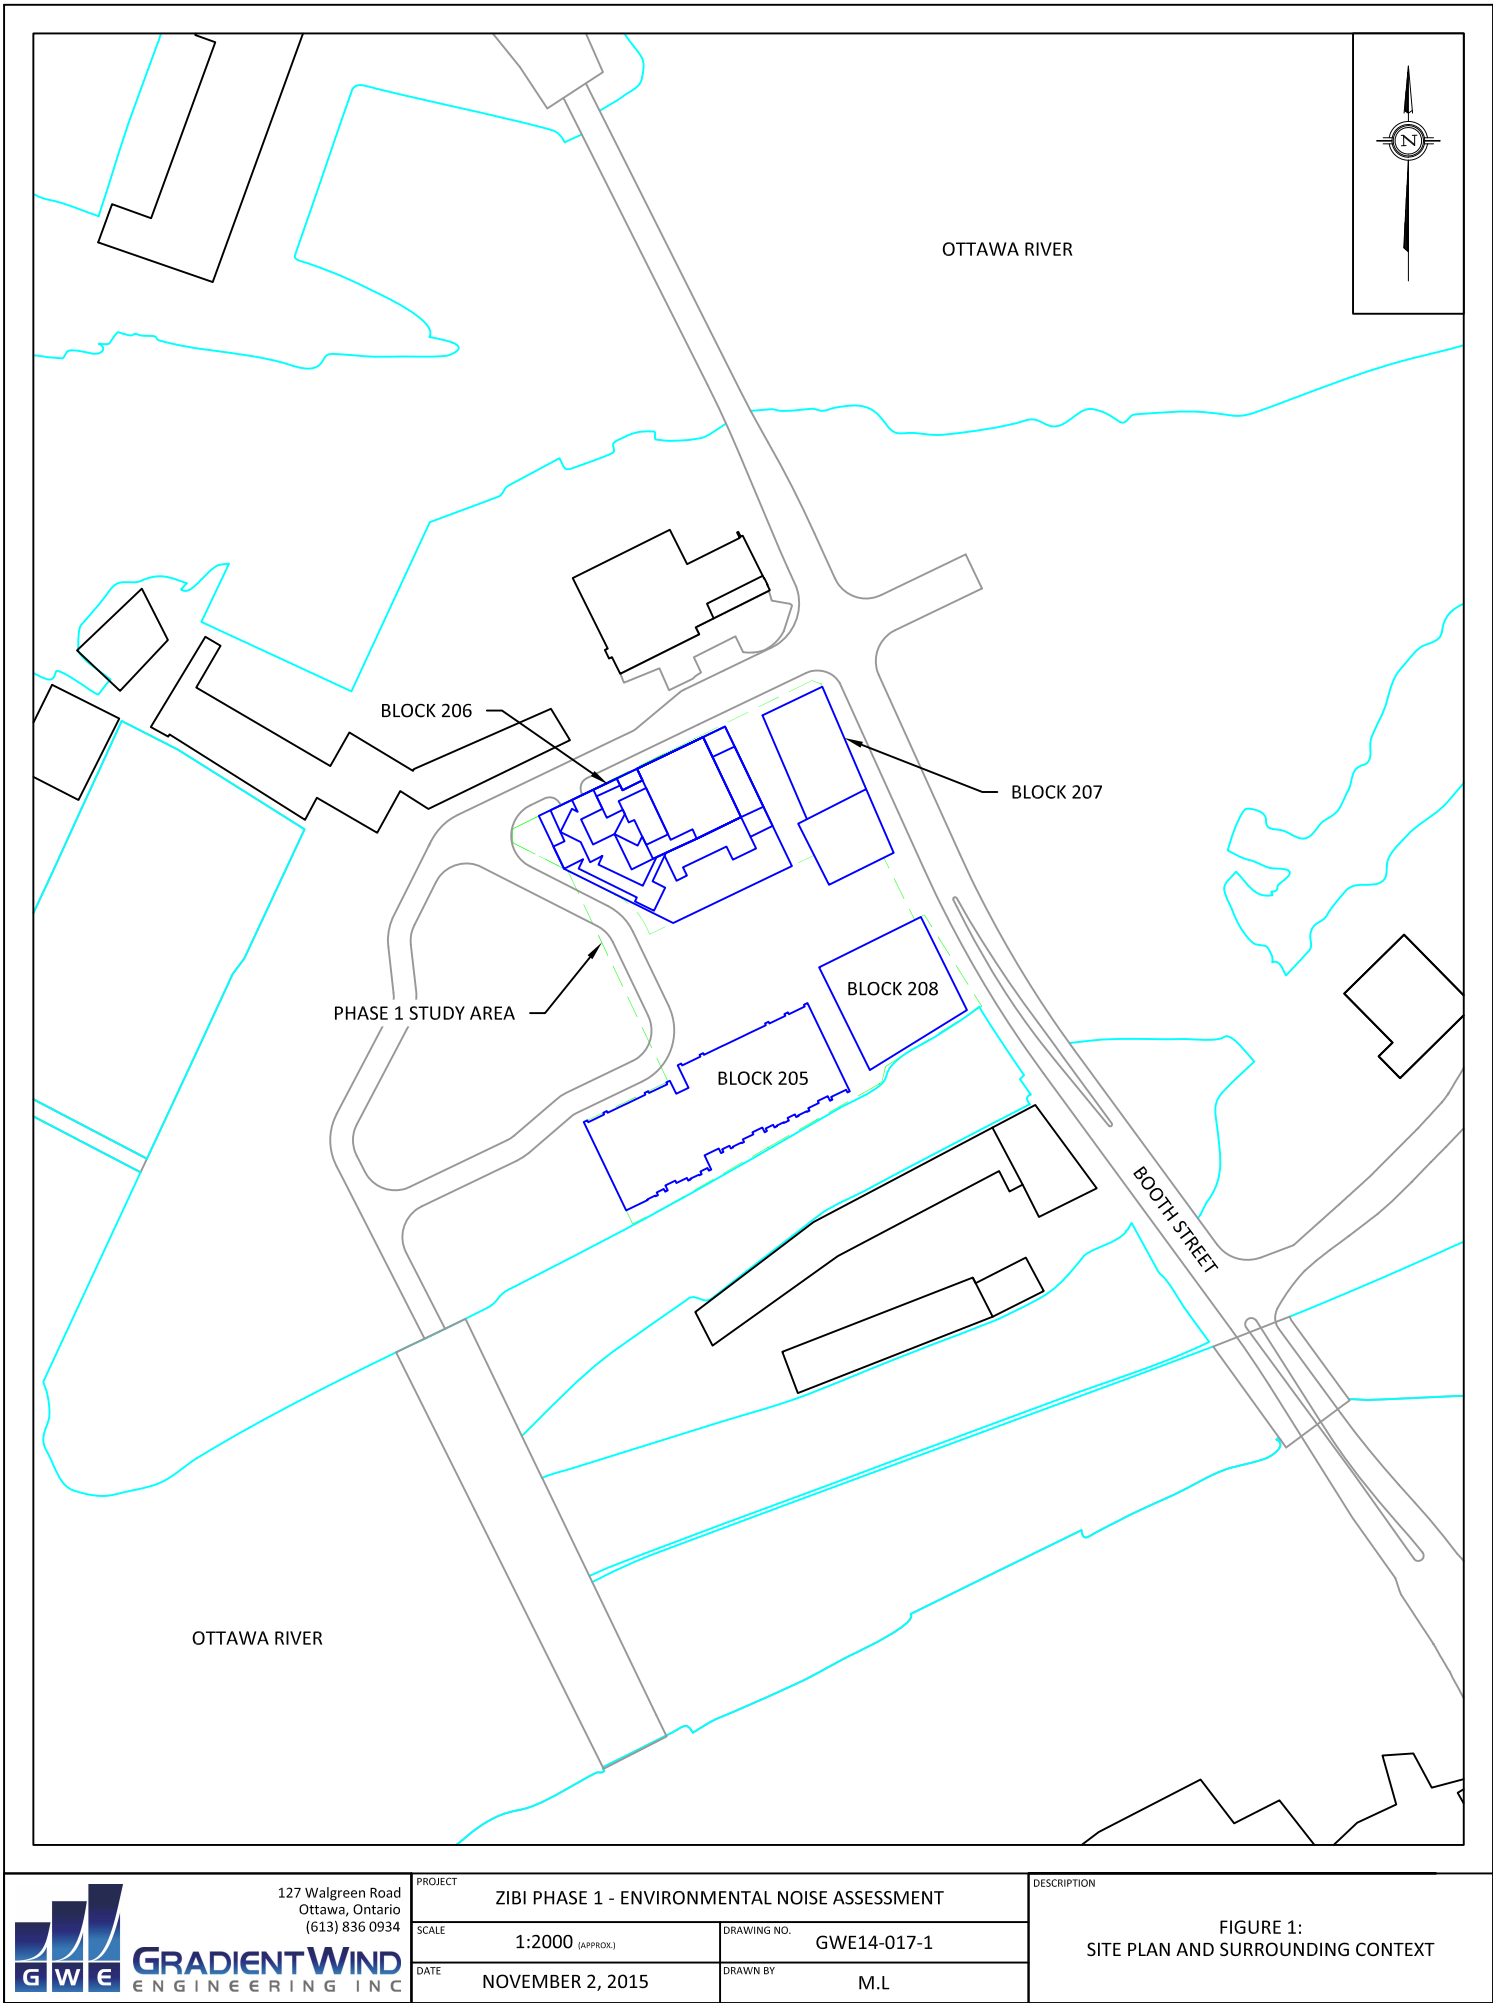 N
OTTAWA RIVER
BLOCK 206
BLOCK 207
PHASE 1 STUDY AREA
BLOCK 208
BLOCK 205
BOOTH STREET
OTTAWA RIVER
127 Walgreen Road
Ottawa, Ontario
(613) 836 0934
GWE
GRADIENTWIND
ENGINEERING INC
PROJECT
ZIBI PHASE 1 - ENVIRONMENTAL NOISE ASSESSMENT
SCALE
1:2000 (APPROX.)
DRAWING NO.
GWE14-017-1
DATE
NOVEMBER 2, 2015
DRAWN BY
M.L
DESCRIPTION
FIGURE 1:
SITE PLAN AND SURROUNDING CONTEXT